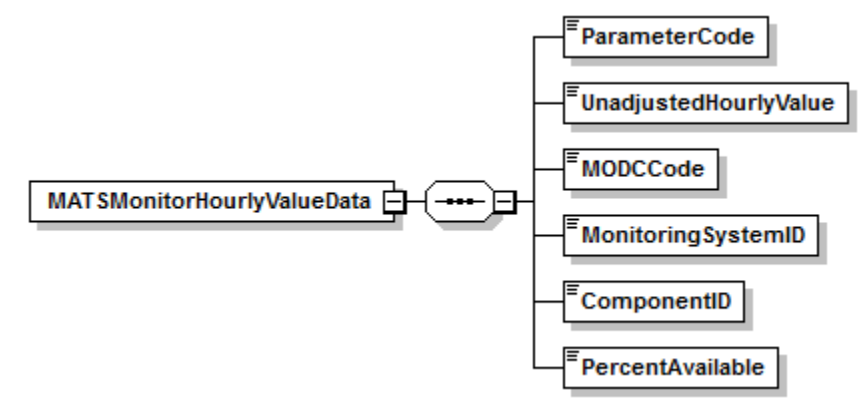 ParameterCode
UnadjustedHourlyValue
MODCCode
MATSMonitorHourlyValueData
MonitoringSystemID
ComponentID
PercentAvailable